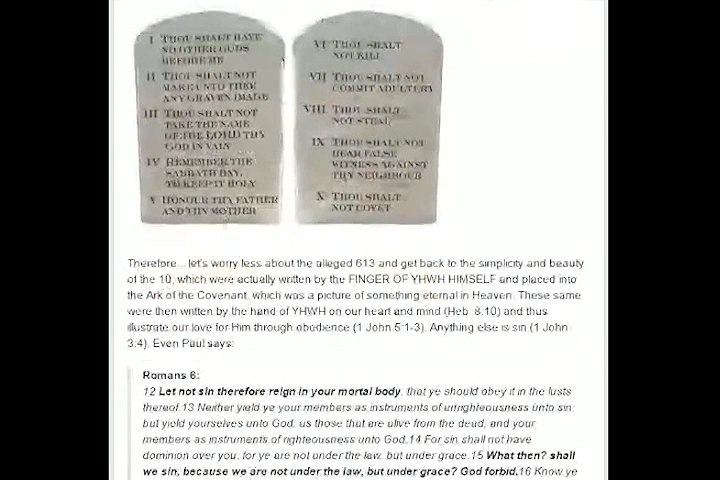 I THOU SHALT HAVE
NO OTHER GODS
BEFORE ME
II THOU SHALT NOT
MAKE UNTO THEE
ANY GRAVEN IMAGE
III THOU SHALT NOT
TAKE THE NAME
OF THE LORD THY
GOD IN VAIN
IV REMEMBER THE
SABBATH DAY,
TO KEEP IT HOLY
V HONOUR THY FATHER
AND THY MOTHER
VI THOU SHALT
NOT KILL
VII THOU SHALT NOT
COMMIT ADULTERY
VIII THOU SHALT
NOT STEAL
IX THOU SHALT NOT
BEAR FALSE
WITNESS AGAINST
THY NEIGHBOUR
X THOU SHALT
NOT COVET
Therefore... let's worry less about the alleged 613 and get back to the simplicity and beauty
of the 10, which were actually written by the FINGER OF YHWH HIMSELF and placed into
the Ark of the Covenant, which was a picture of something eternal in Heaven. These same
were then written by the hand of YHWH on our heart and mind (Heb. 8:10) and thus
illustrate our love for Him through obedience (1 John 5:1-3). Anything else is sin (1 John
3:4). Even Paul says:
Romans 6:
12 Let not sin therefore reign in your mortal body, that ye should obey it in the lusts
thereof.13 Neither yield ye your members as instruments of unrighteousness unto sin:
but yield yourselves unto God, as those that are alive from the dead, and your
members as instruments of righteousness unto God.14 For sin shall not have
dominion over you: for ye are not under the law, but under grace.15 What then? shall
we sin, because we are not under the law, but under grace? God forbid.16 Know ye